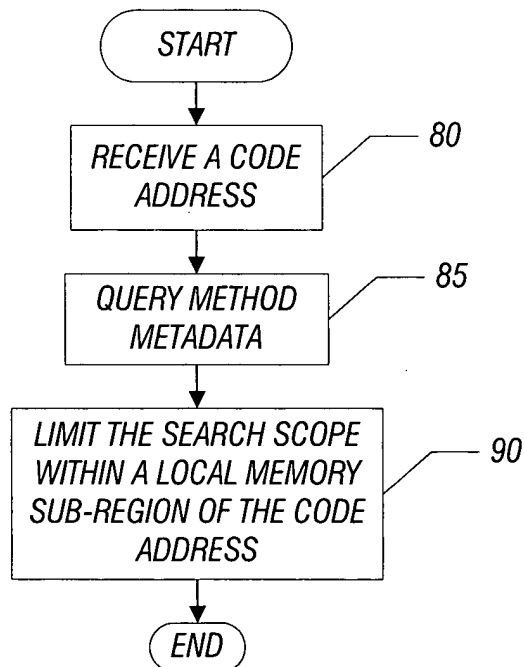 START
RECEIVE A CODE
ADDRESS
80
QUERY METHOD
METADATA
85
LIMIT THE SEARCH SCOPE
WITHIN A LOCAL MEMORY
SUB-REGION OF THE CODE
ADDRESS
90
END